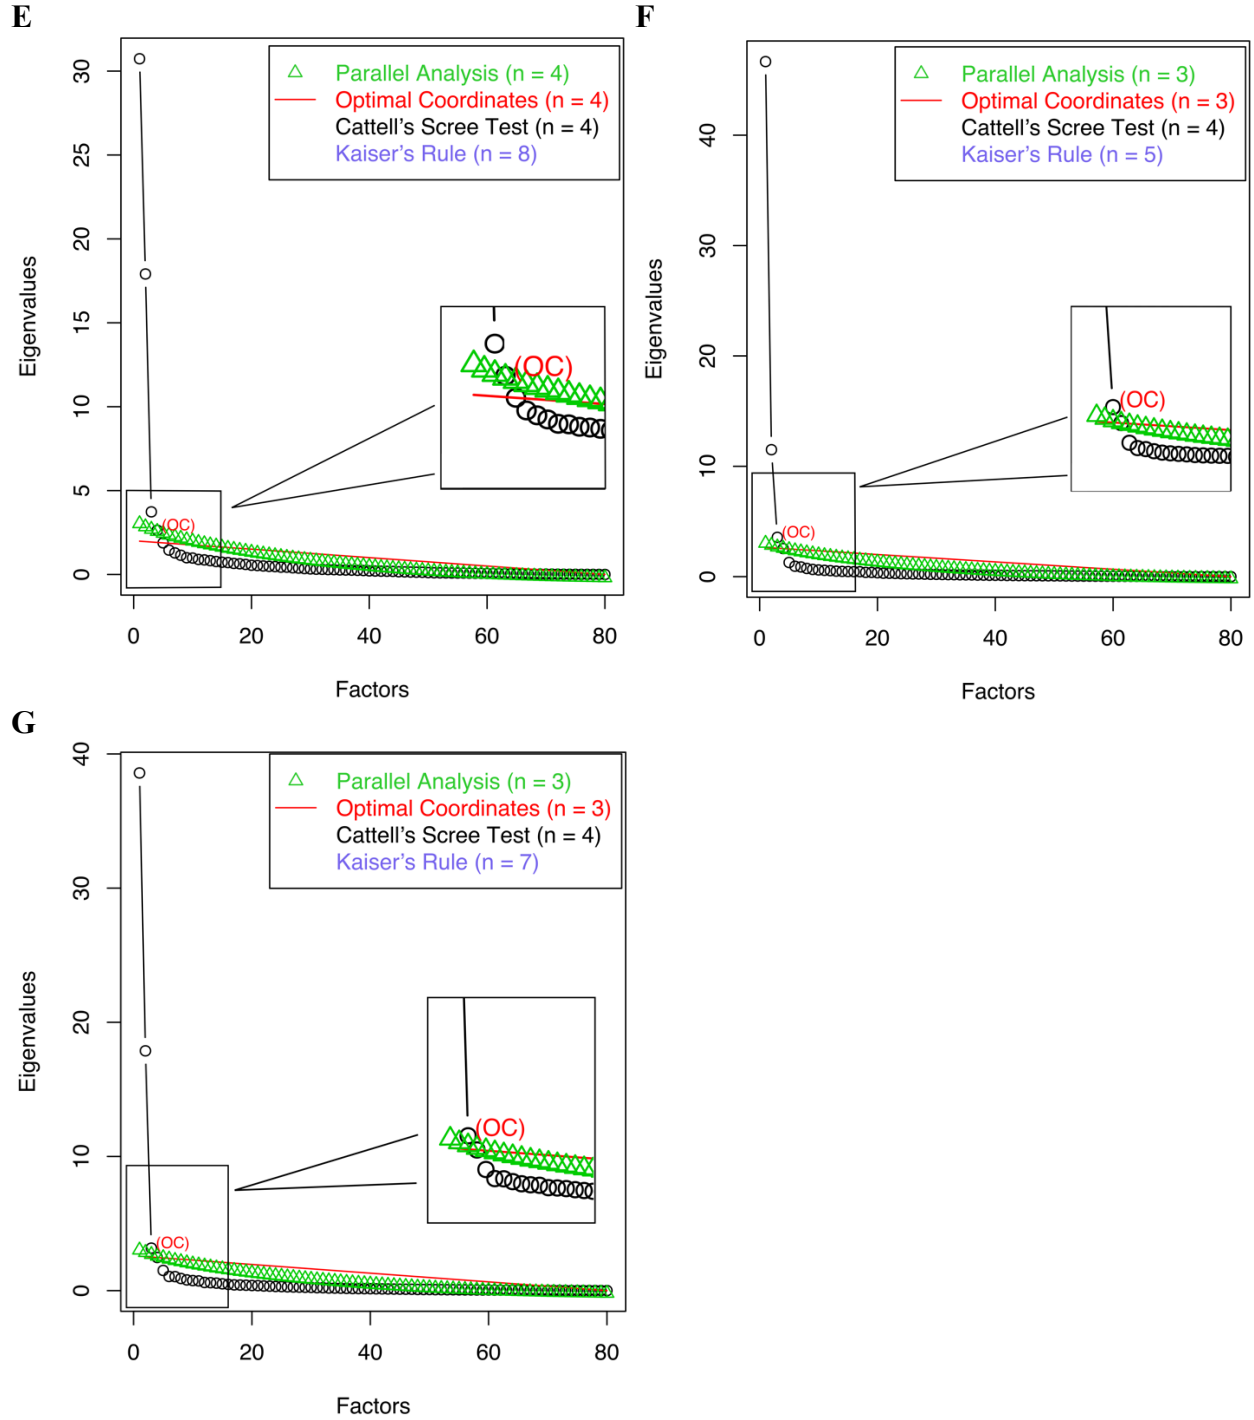 E
Parallel Analysis (n = 4)
Optimal Coordinates (n = 4)
Cattell's Scree Test (n = 4)
Kaiser's Rule (n = 8)
30
25
20
15
10
5
0
Eigenvalues
(OC)
(OC)
0 20 40 60 80
Factors
F
Parallel Analysis (n = 3)
Optimal Coordinates (n = 3)
Cattell's Scree Test (n = 4)
Kaiser's Rule (n = 5)
40
30
20
10
0
Eigenvalues
(OC)
(OC)
0 20 40 60 80
Factors
G
Parallel Analysis (n = 3)
Optimal Coordinates (n = 3)
Cattell's Scree Test (n = 4)
Kaiser's Rule (n = 7)
40
30
20
10
0
Eigenvalues
(OC)
(OC)
0 20 40 60 80
Factors